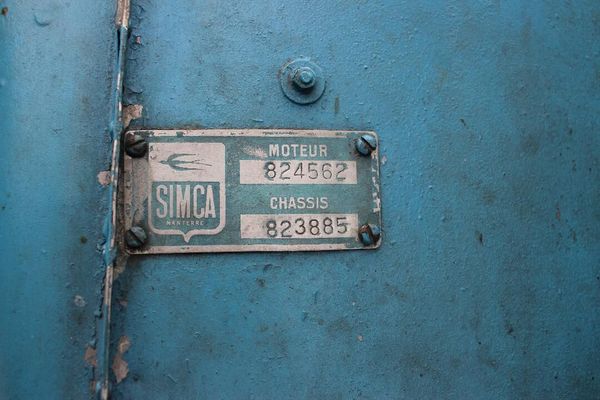 SIMCA
NANTERRE
MOTEUR
824562
CHASSIS
823885